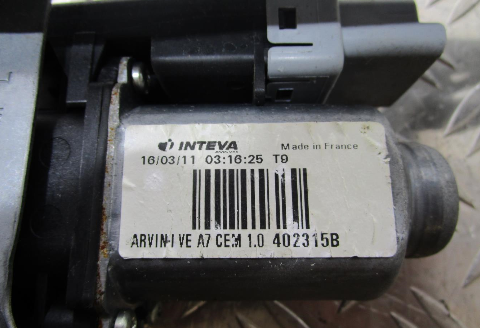 INTEVA Made in France
16/03/11 03:16:25 T9
ARVIN-I VE A7 CEM 1.0 402315B